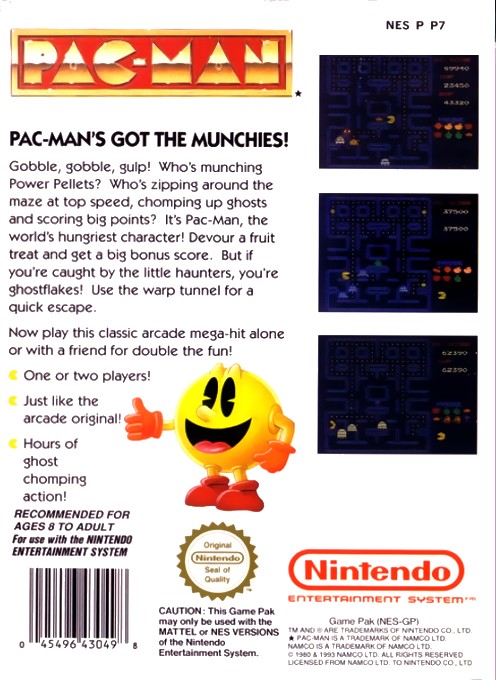 NES P P7
PAC-MAN
★
PAC-MAN'S GOT THE MUNCHIES!
Gobble, gobble, gulp! Who's munching
Power Pellets? Who's zipping around the
maze at top speed, chomping up ghosts
and scoring big points? It's Pac-Man, the
world's hungriest character! Devour a fruit
treat and get a big bonus score. But if
you're caught by the little haunters, you're
ghostflakes! Use the warp tunnel for a
quick escape.
Now play this classic arcade mega-hit alone
or with a friend for double the fun!
One or two players!
Just like the
arcade original!
Hours of
ghost
chomping
action!
RECOMMENDED FOR
AGES 8 TO ADULT
For use with the NINTENDO
ENTERTAINMENT SYSTEM
0 45496 43049 8
Original
Nintendo
Seal of
Quality
CAUTION: This Game Pak
may only be used with the
MATTEL or NES VERSIONS
of the Nintendo
Entertainment System.
23450
43320
37500
37500
62390
62390
Nintendo
ENTERTAINMENT SYSTEM™
Game Pak (NES-GP)
TM AND ® ARE TRADEMARKS OF NINTENDO CO., LTD.
★ PAC-MAN IS A TRADEMARK OF NAMCO LTD.
NAMCO IS A TRADEMARK OF NAMCO LTD.
© 1980 & 1993 NAMCO LTD. ALL RIGHTS RESERVED
LICENSED FROM NAMCO LTD. TO NINTENDO CO., LTD